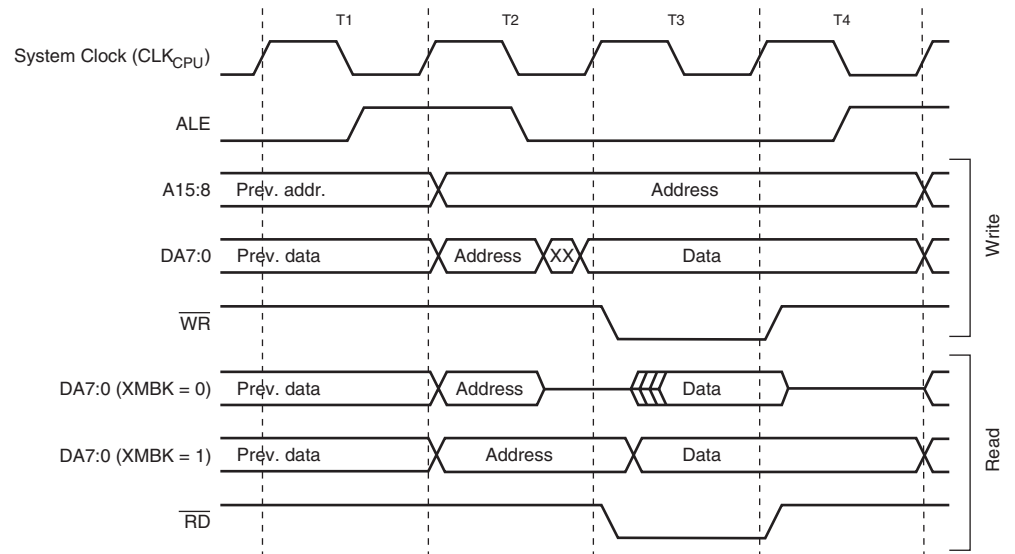 T1 T2 T3 T4
System Clock (CLKCPU)
ALE
A15:8 Prev. addr. Address
DA7:0 Prev. data Address XX Data
WR
Write
DA7:0 (XMBK = 0) Prev. data Address Data
DA7:0 (XMBK = 1) Prev. data Address Data
RD
Read